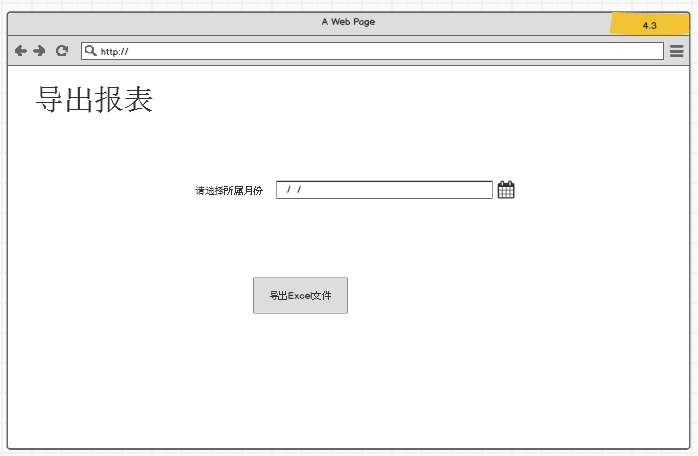 A Web Page
4.3
http://
导出报表
请选择所属月份
/ /
导出Excel文件